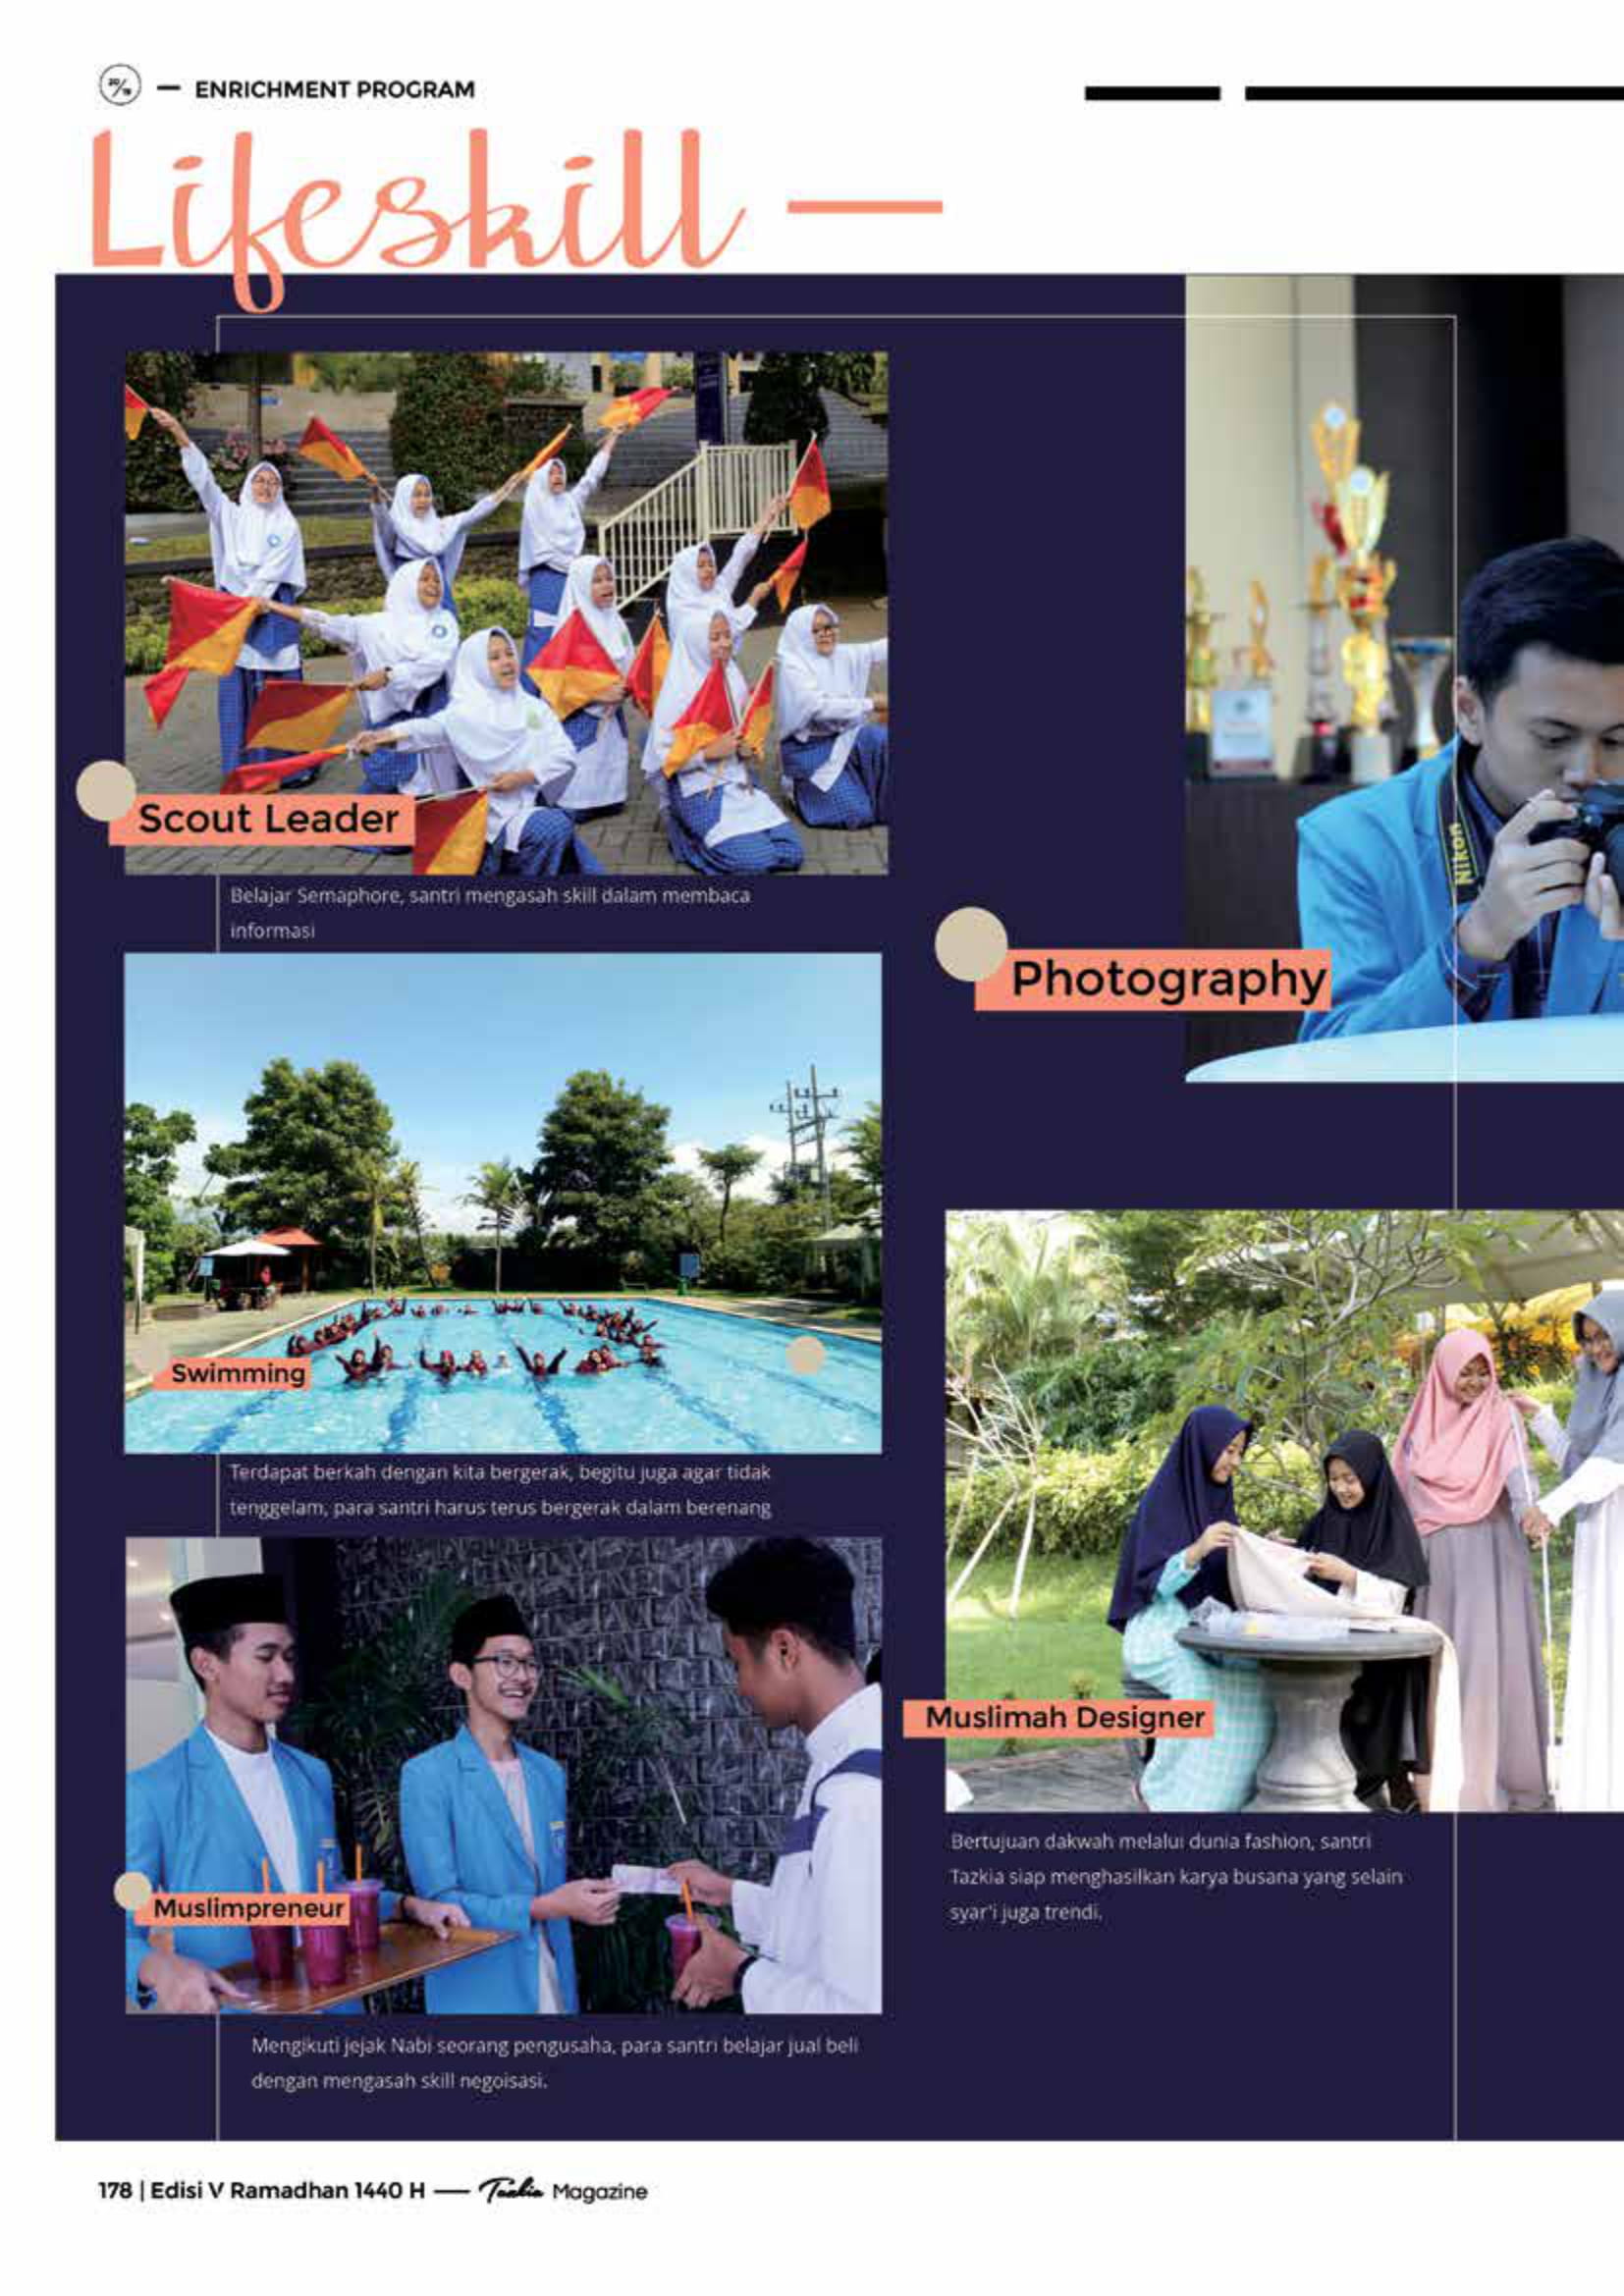 20/19 — ENRICHMENT PROGRAM
Lifeskill —
Scout Leader
Belajar Semaphore, santri mengasah skill dalam membaca
informasi
Nikon
Photography
Swimming
Terdapat berkah dengan kita bergerak, begitu juga agar tidak
tenggelam, para santri harus terus bergerak dalam berenang
Muslimah Designer
Bertujuan dakwah melalui dunia fashion, santri
Tazkia siap menghasilkan karya busana yang selain
syar'i juga trendi.
Muslimpreneur
Mengikuti jejak Nabi seorang pengusaha, para santri belajar jual beli
dengan mengasah skill negoisasi.
178 | Edisi V Ramadhan 1440 H — Tazkia Magazine